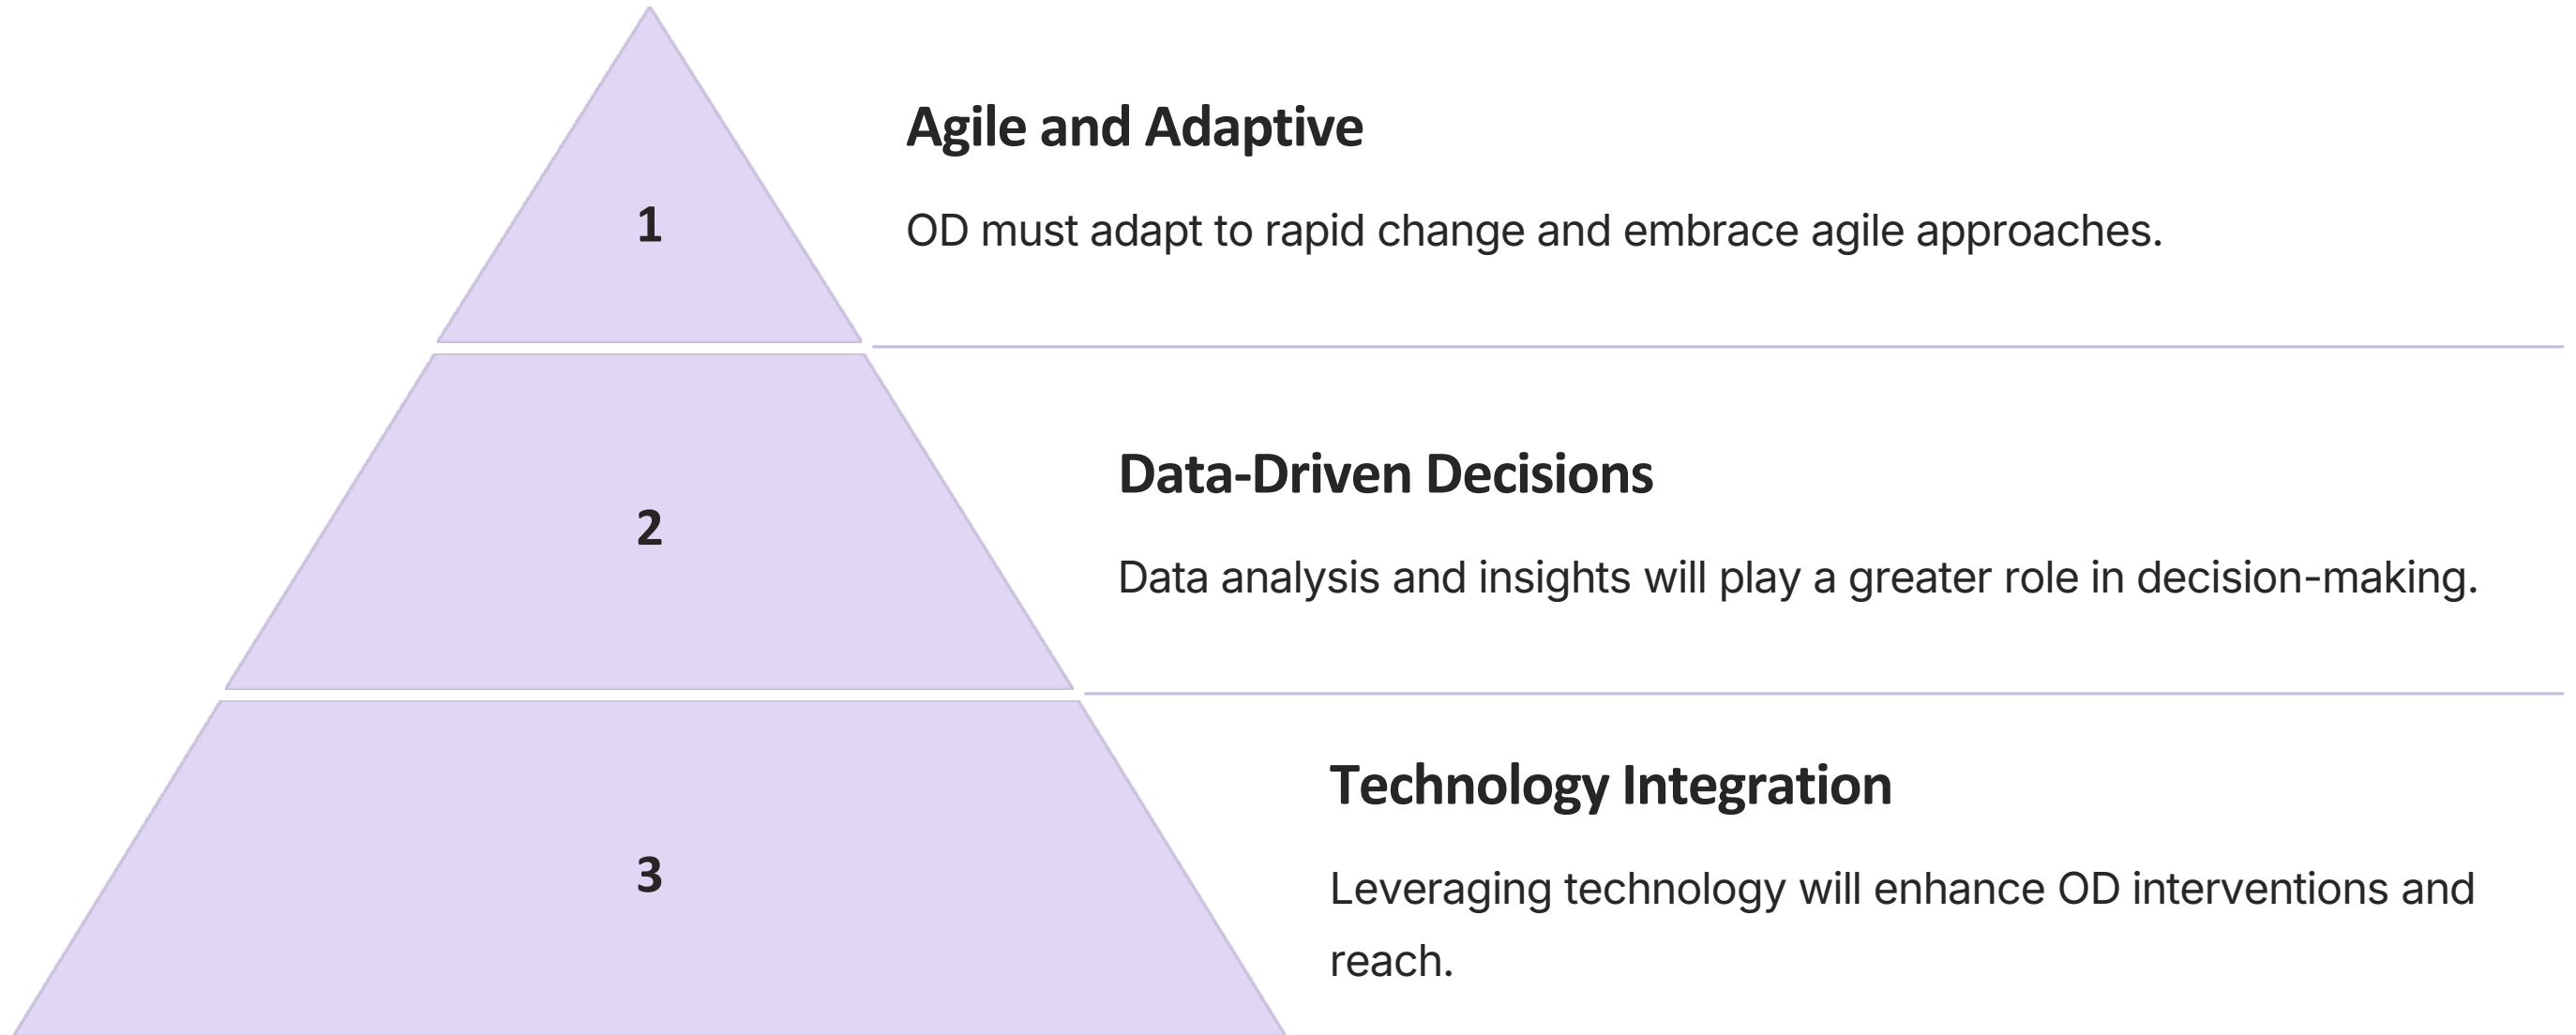 1
Agile and Adaptive
OD must adapt to rapid change and embrace agile approaches.
2
Data-Driven Decisions
Data analysis and insights will play a greater role in decision-making.
3
Technology Integration
Leveraging technology will enhance OD interventions and
reach.